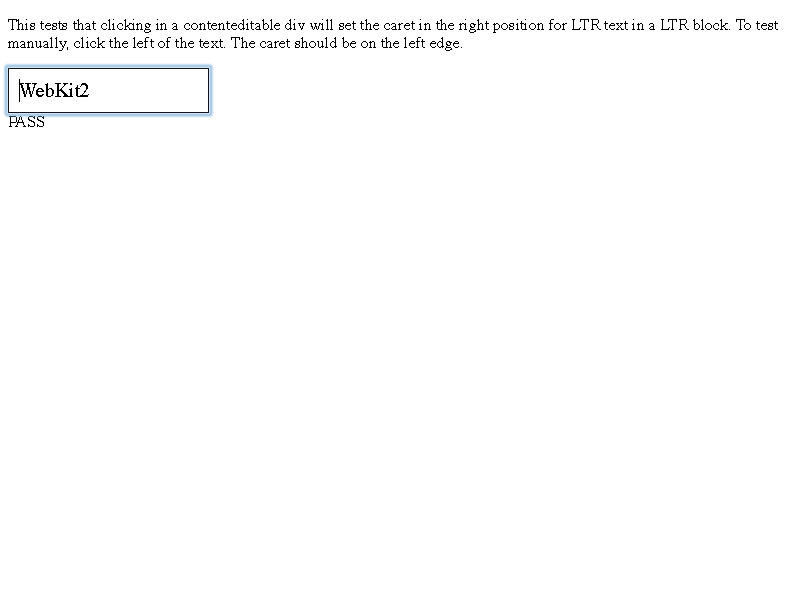 This tests that clicking in a contenteditable div will set the caret in the right position for LTR text in a LTR block. To test
manually, click the left of the text. The caret should be on the left edge.
WebKit2
PASS